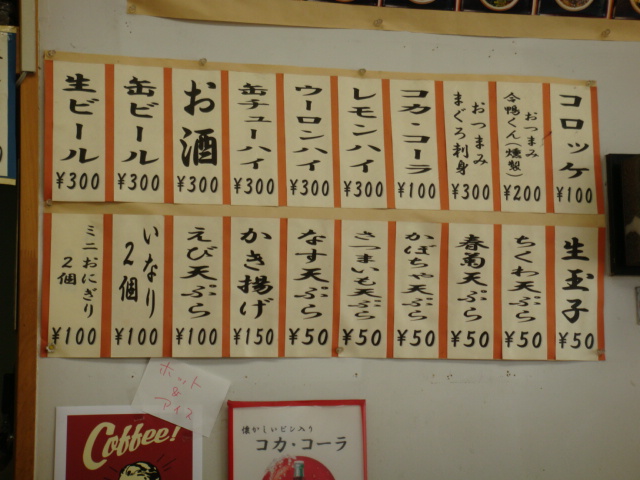 コロッケ
¥100
おつまみ
合鴨くん(燻製)
¥200
おつまみ
まぐろ刺身
¥300
コカ・コーラ
¥100
レモンハイ
¥300
ウーロンハイ
¥300
缶チューハイ
¥300
お酒
¥300
缶ビール
¥300
生ビール
¥300
生玉子
¥50
ちくわ天ぷら
¥50
春菊天ぷら
¥50
かぼちゃ天ぷら
¥50
さつまいも天ぷら
¥50
なす天ぷら
¥50
かき揚げ
¥150
えび天ぷら
¥100
いなり
2個
¥100
ミニおにぎり
2個
¥100
ホット
&
アイス
Coffee!
懐かしいビン入り
コカ・コーラ